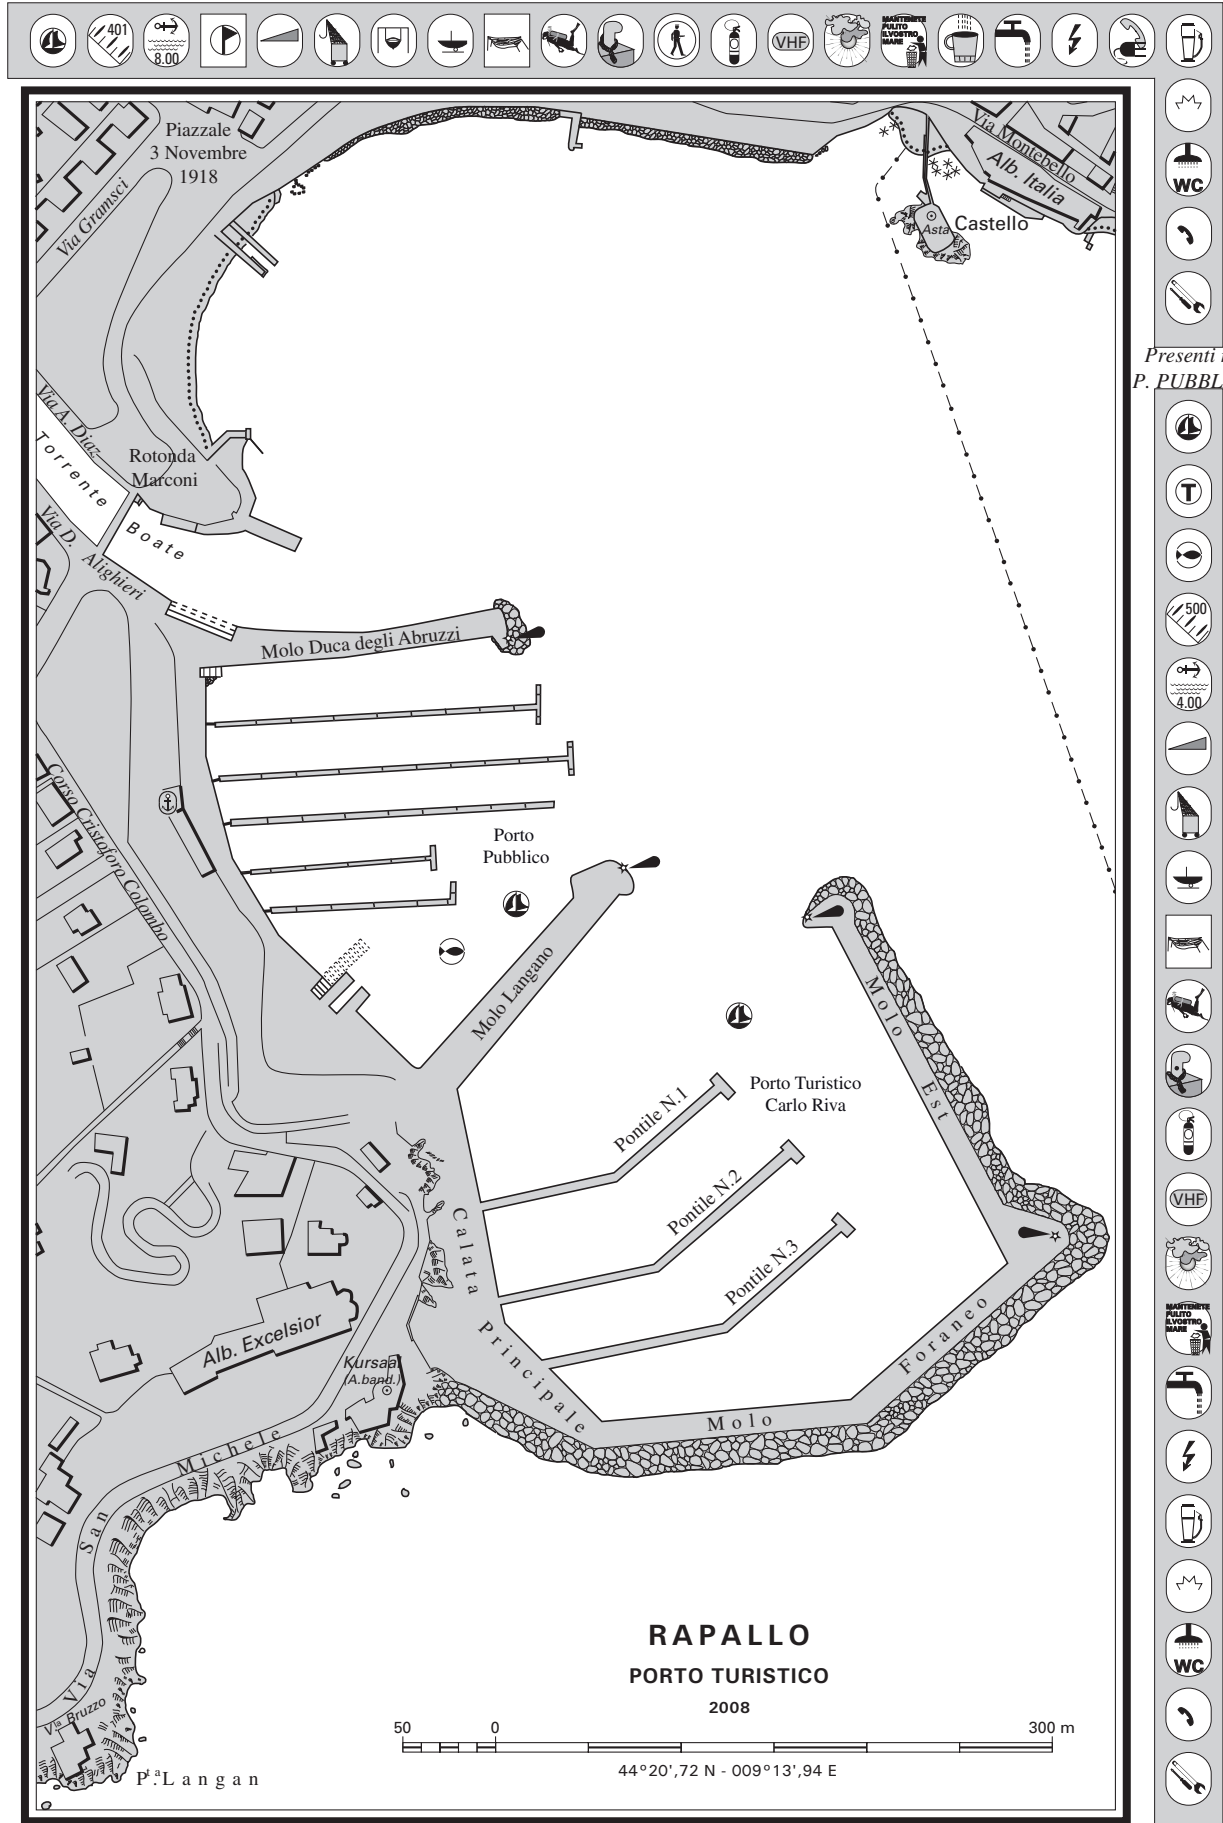 401
8.00
VHF
MANTENETE
PULITO
IL VOSTRO
MARE
Piazzale
3 Novembre
1918
Via Gramsci
Via Montebello
Alb. Italia
Asta
Castello
WC
Presenti
P. PUBBL
Via A. Diaz
Torrente
Boate
Rotonda
Marconi
Via D. Alighieri
Molo Duca degli Abruzzi
T
500
4.00
Corso Cristoforo Colombo
Porto
Pubblico
Molo Langano
Molo Est
Porto Turistico
Carlo Riva
Pontile N.1
Pontile N.2
Pontile N.3
VHF
MANTENETE
PULITO
IL VOSTRO
MARE
Calata Principale
Alb. Excelsior
Kursaal
(A.band.)
Molo Foraneo
Via San Michele
WC
Vla Bruzzo
Pta. Langan
RAPALLO
PORTO TURISTICO
2008
50 0 300 m
44°20',72 N - 009°13',94 E